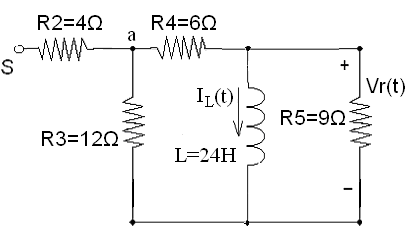 R2=4Ω
a
R4=6Ω
S
+
I_L(t)
Vr(t)
R3=12Ω
R5=9Ω
L=24H
−